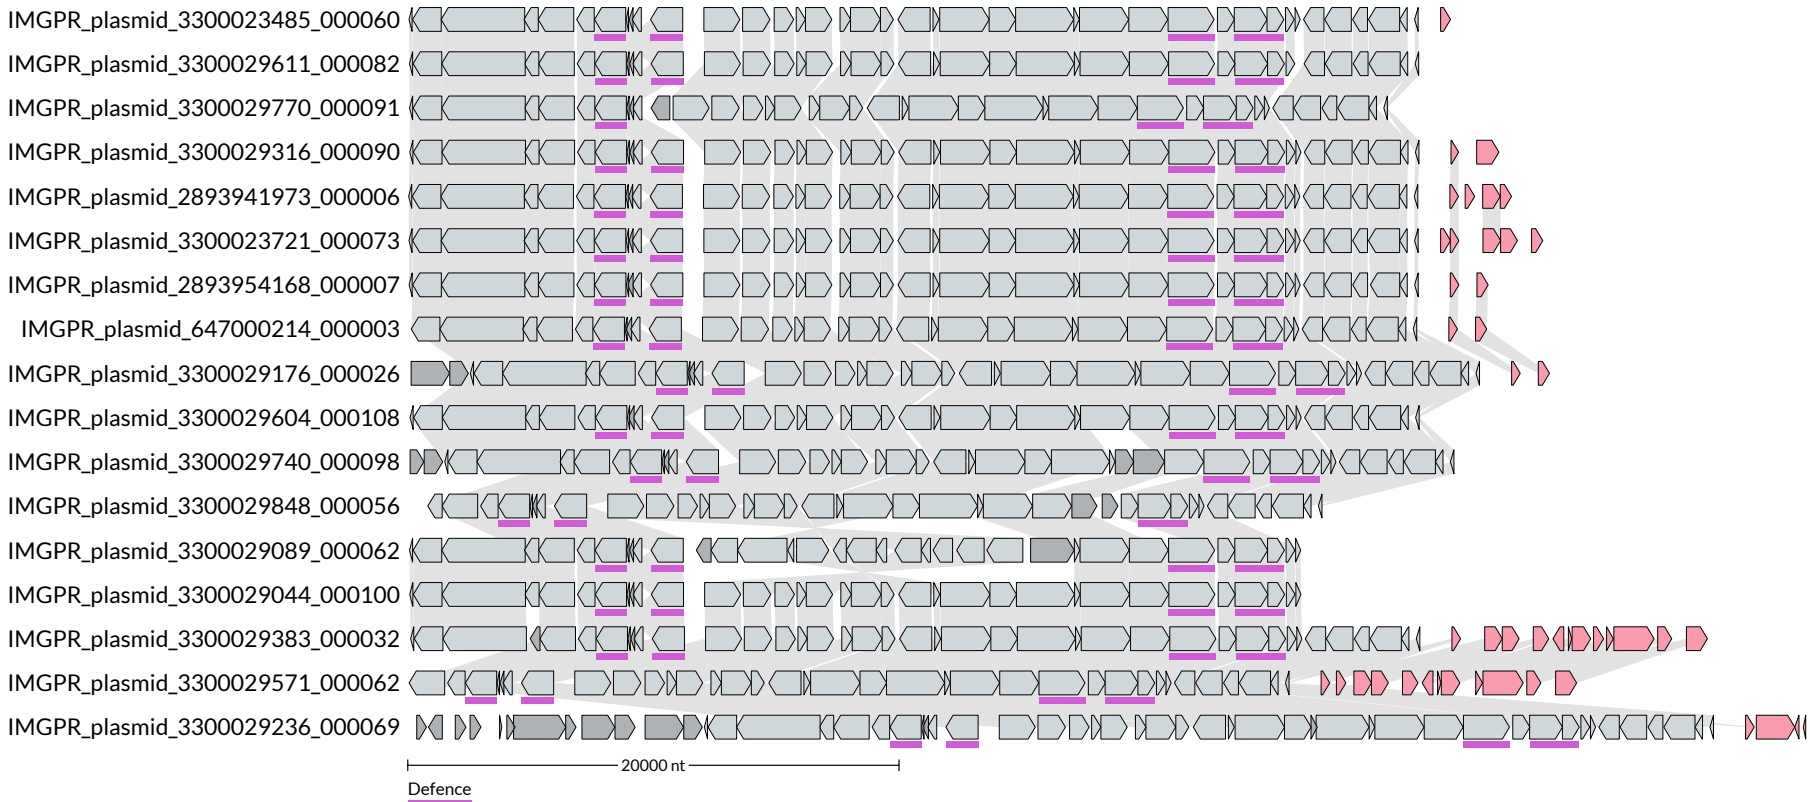 IMGPR_plasmid_3300023485_000060
IMGPR_plasmid_3300029611_000082
IMGPR_plasmid_3300029770_000091
IMGPR_plasmid_3300029316_000090
IMGPR_plasmid_2893941973_000006
IMGPR_plasmid_3300023721_000073
IMGPR_plasmid_2893954168_000007
IMGPR_plasmid_647000214_000003
IMGPR_plasmid_3300029176_000026
IMGPR_plasmid_3300029604_000108
IMGPR_plasmid_3300029740_000098
IMGPR_plasmid_3300029848_000056
IMGPR_plasmid_3300029089_000062
IMGPR_plasmid_3300029044_000100
IMGPR_plasmid_3300029383_000032
IMGPR_plasmid_3300029571_000062
IMGPR_plasmid_3300029236_000069
20000 nt
Defence